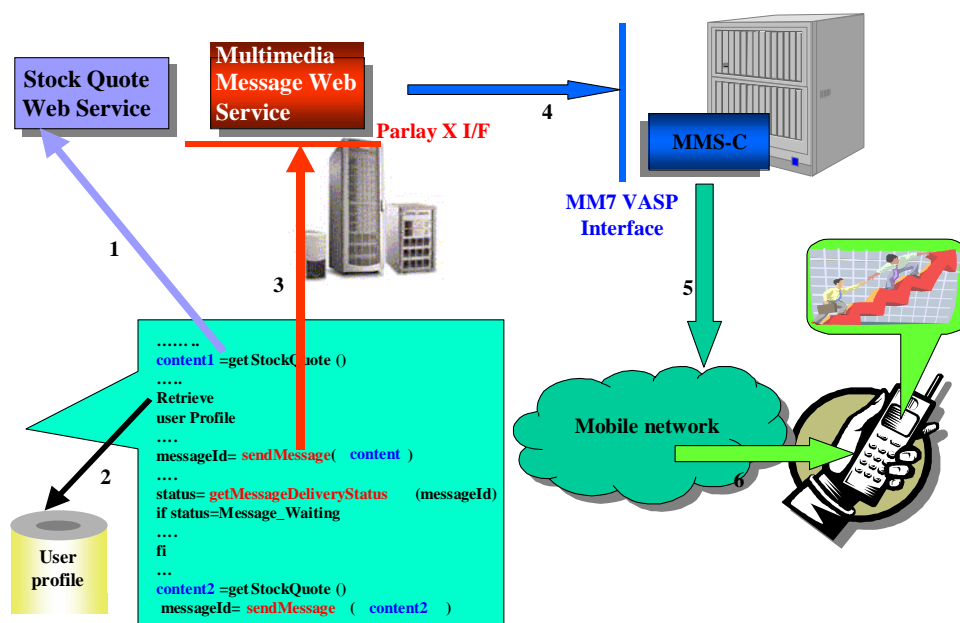 Stock Quote
Web Service
Multimedia
Message Web
Service
Parlay X I/F
4
MMS-C
MM7 VASP
Interface
1
3
5
…… ..
content1 =getStockQuote ()
…..
Retrieve
user Profile
….
messageId= sendMessage( content )
….
status= getMessageDeliveryStatus (messageId)
if status=Message_Waiting
….
fi
…
content2 =getStockQuote ()
messageId= sendMessage ( content2 )
2
User
profile
Mobile network
6